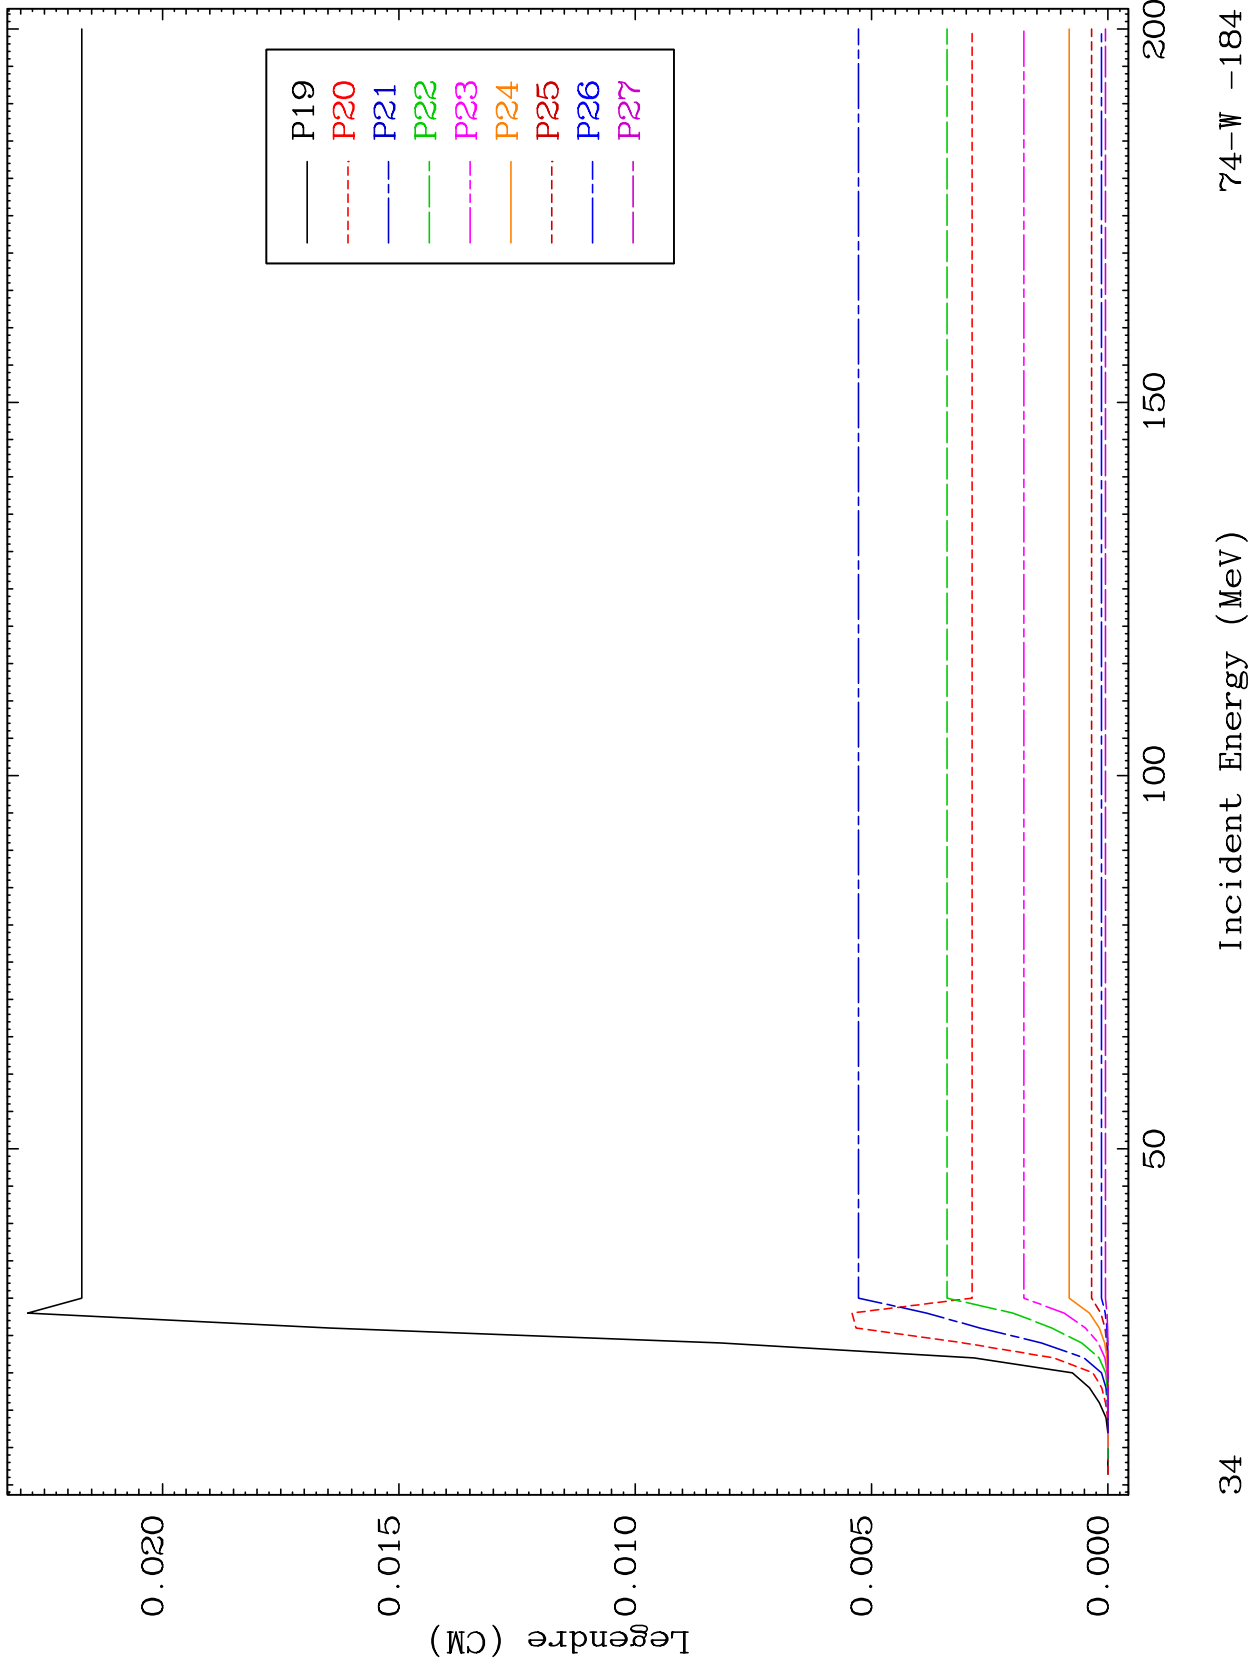 P19
P20
P21
P22
P23
P24
P25
P26
P27
Legendre (CM)
0.020
0.015
0.010
0.005
0.000
50
100
150
200
Incident Energy (MeV)
34
74-W -184